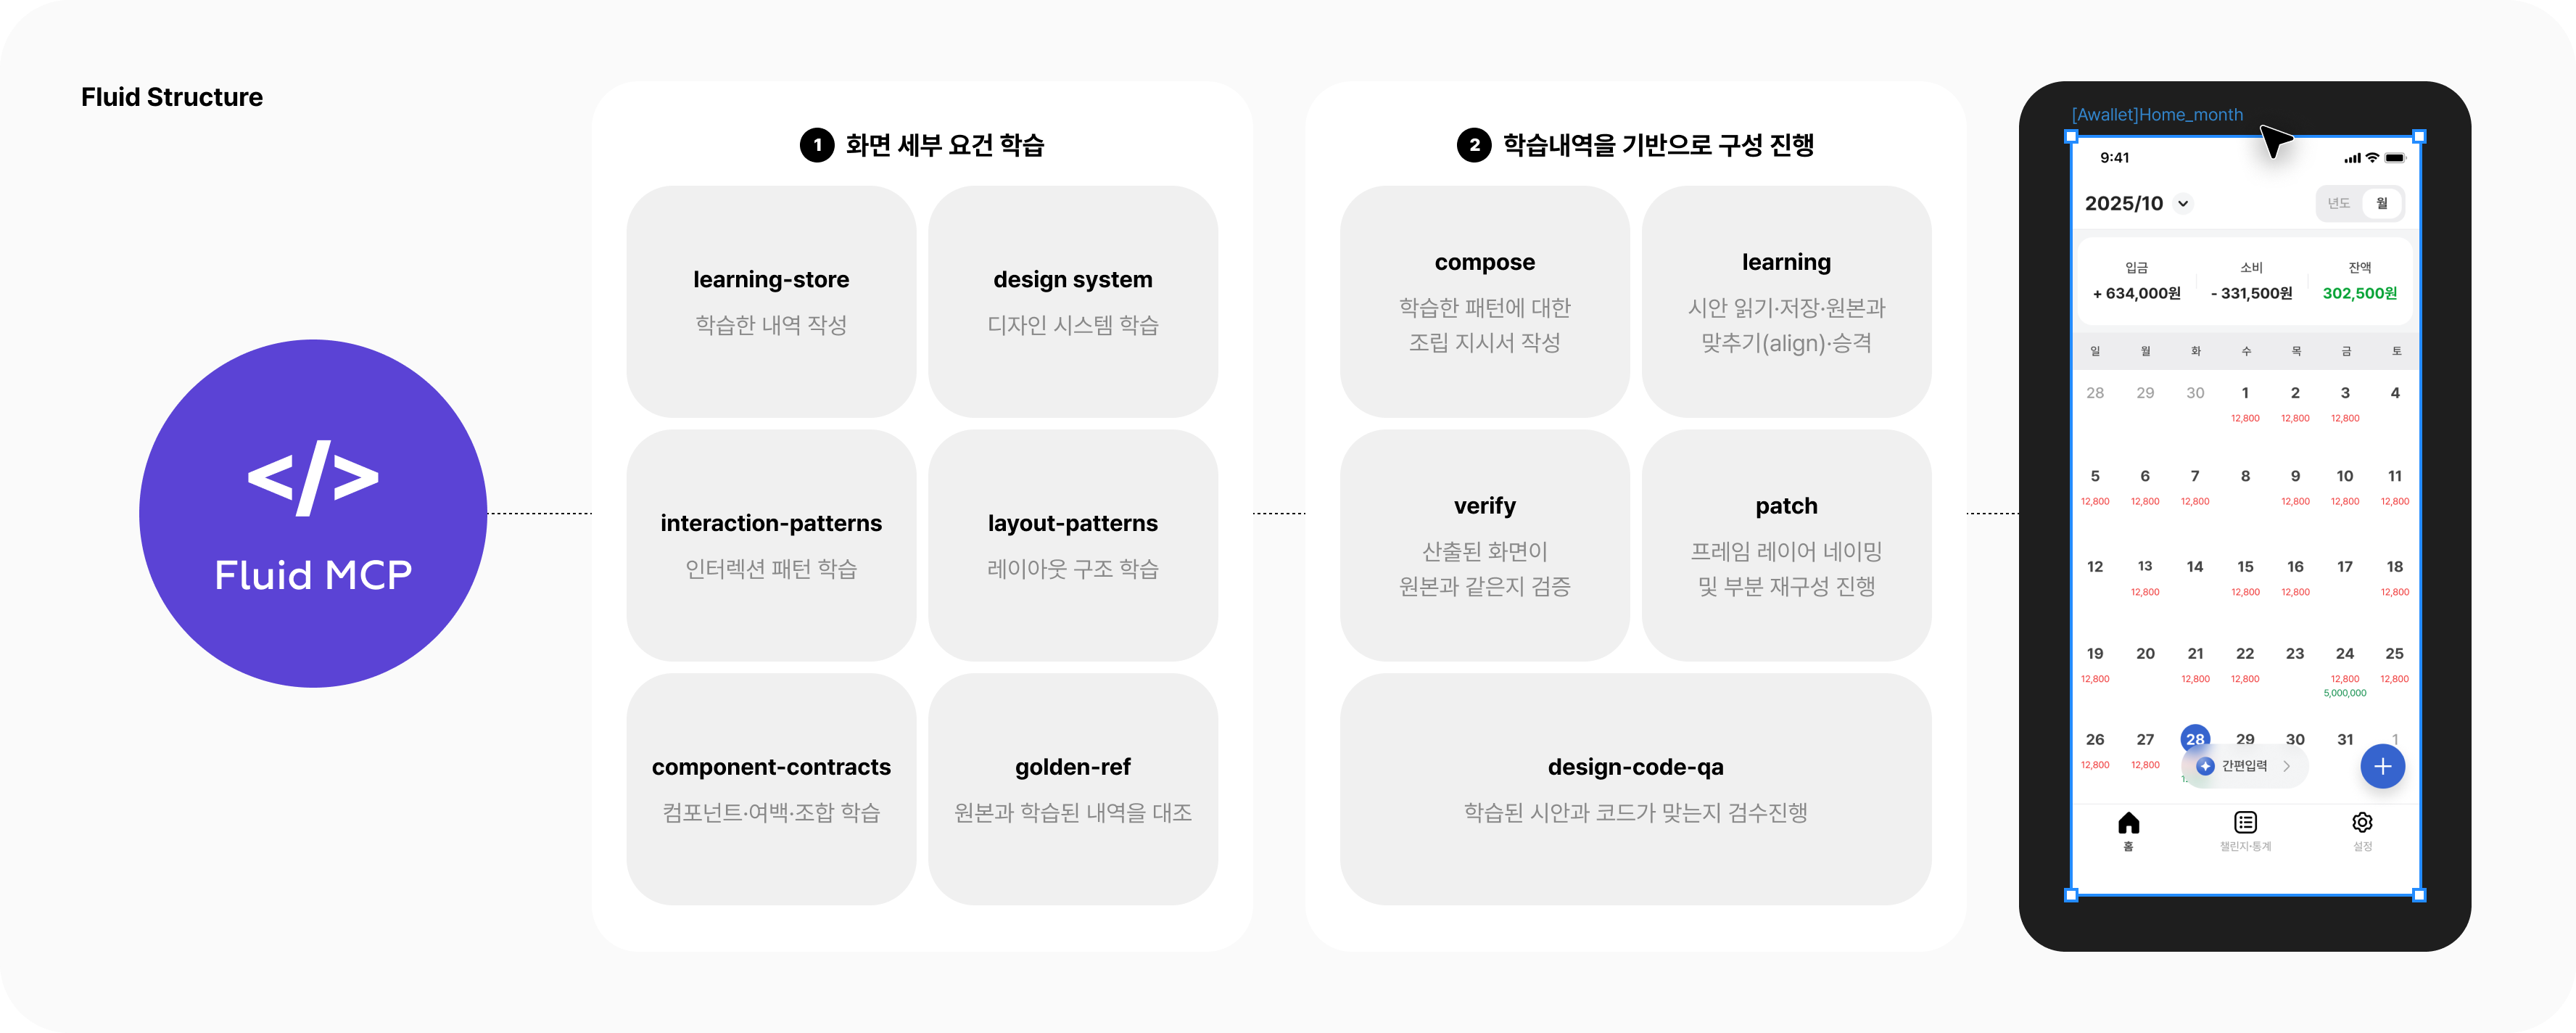 Fluid Structure
</>
Fluid MCP
1 화면 세부 요건 학습
learning-store
학습한 내역 작성
design system
디자인 시스템 학습
interaction-patterns
인터렉션 패턴 학습
layout-patterns
레이아웃 구조 학습
component-contracts
컴포넌트·여백·조합 학습
golden-ref
원본과 학습된 내역을 대조
2 학습내역을 기반으로 구성 진행
compose
학습한 패턴에 대한
조립 지시서 작성
learning
시안 읽기·저장·원본과
맞추기(align)·승격
verify
산출된 화면이
원본과 같은지 검증
patch
프레임 레이어 네이밍
및 부분 재구성 진행
design-code-qa
학습된 시안과 코드가 맞는지 검수진행
[Awallet]Home_month
9:41
2025/10 년도 월
입금 소비 잔액
+ 634,000원 - 331,500원 302,500원
일 월 화 수 목 금 토
28 29 30 1 2 3 4
12,800 12,800 12,800
5 6 7 8 9 10 11
12,800 12,800 12,800 12,800 12,800 12,800
12 13 14 15 16 17 18
12,800 12,800 12,800 12,800
19 20 21 22 23 24 25
12,800 12,800 12,800 12,800 12,800
5,000,000
26 27 28 29 30 31 1
12,800 12,800
간편입력
홈 챌린지·통계 설정